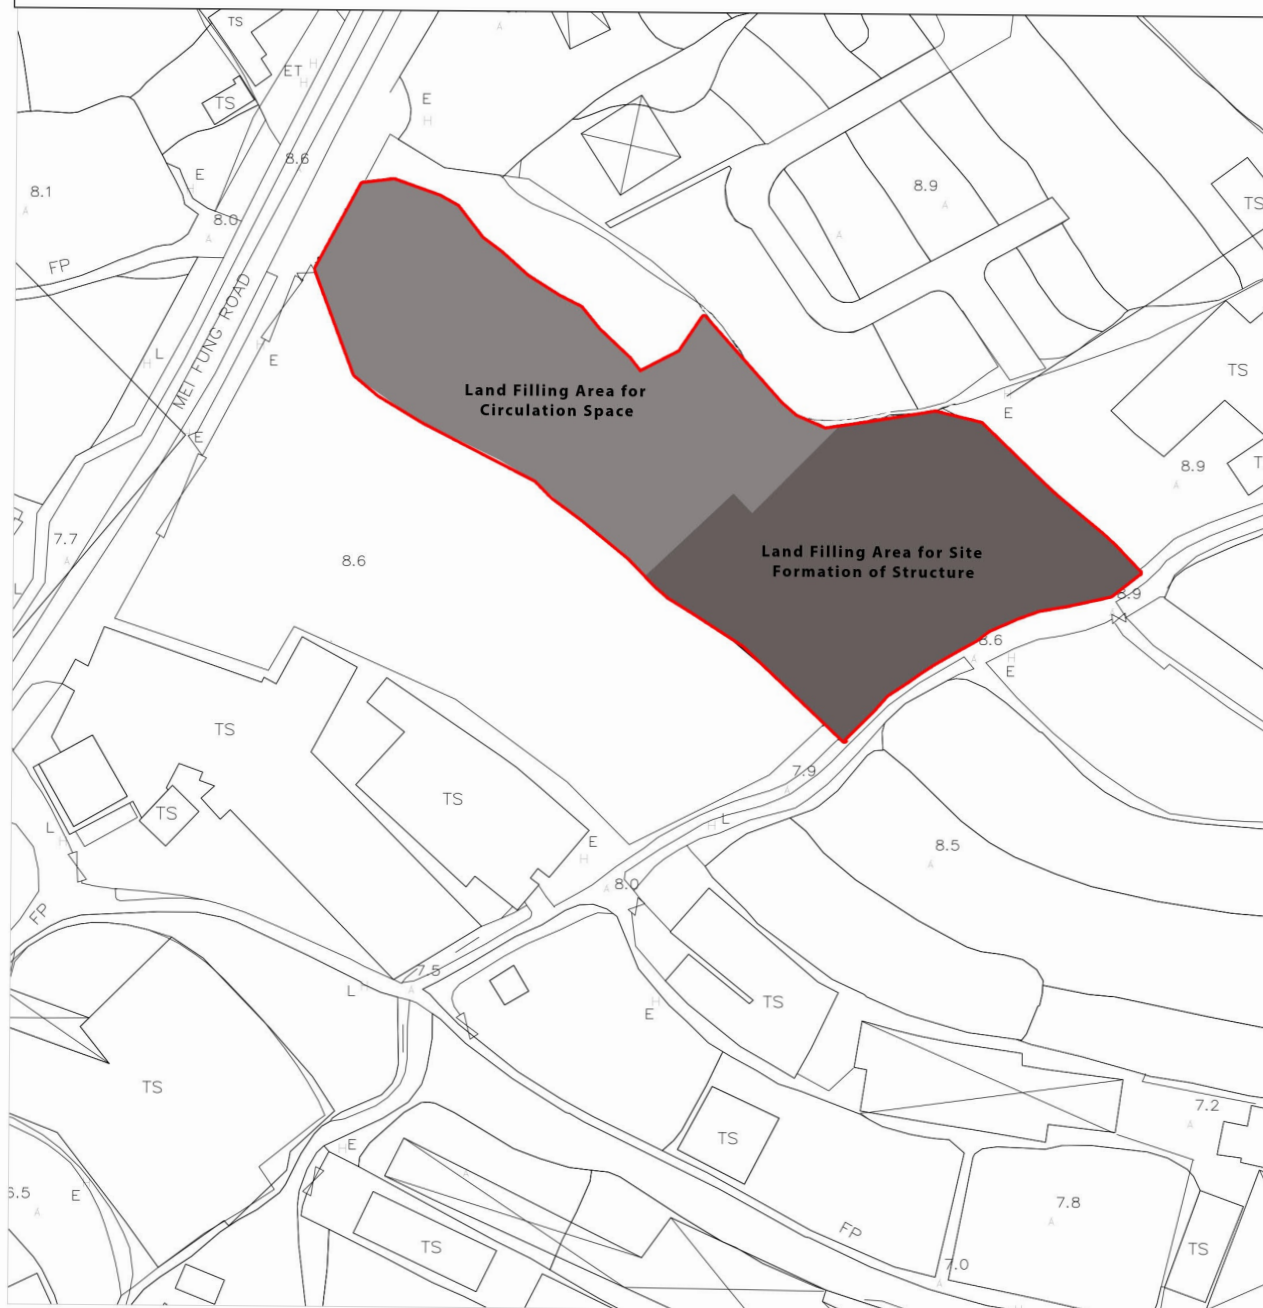 TS
ET
TS
E
8.6
8.1
E
8.0
8.9
TS
FP
MEI FUNG ROAD
L
E
TS
Land Filling Area for
Circulation Space
E
E
8.9
7.7
8.6
Land Filling Area for Site
Formation of Structure
L
8.9
8.6
E
TS
7.9
TS
TS
L
L
E
8.5
8.0
FP
7.5
L
TS
E
TS
7.2
TS
E
E
7.8
FP
TS
TS
7.0